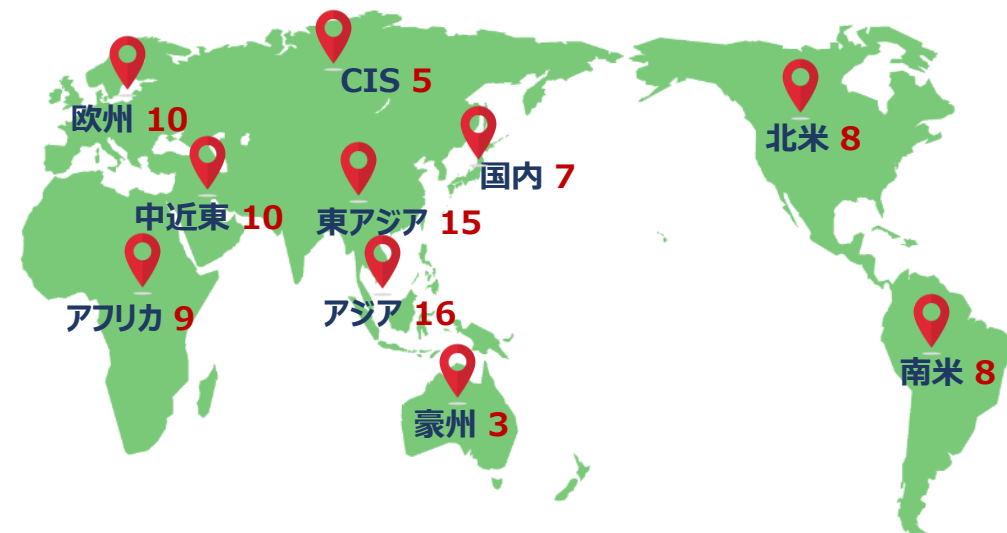 CIS 5
欧州 10
北米 8
国内 7
中近東 10
東アジア 15
アフリカ 9
アジア 16
南米 8
豪州 3